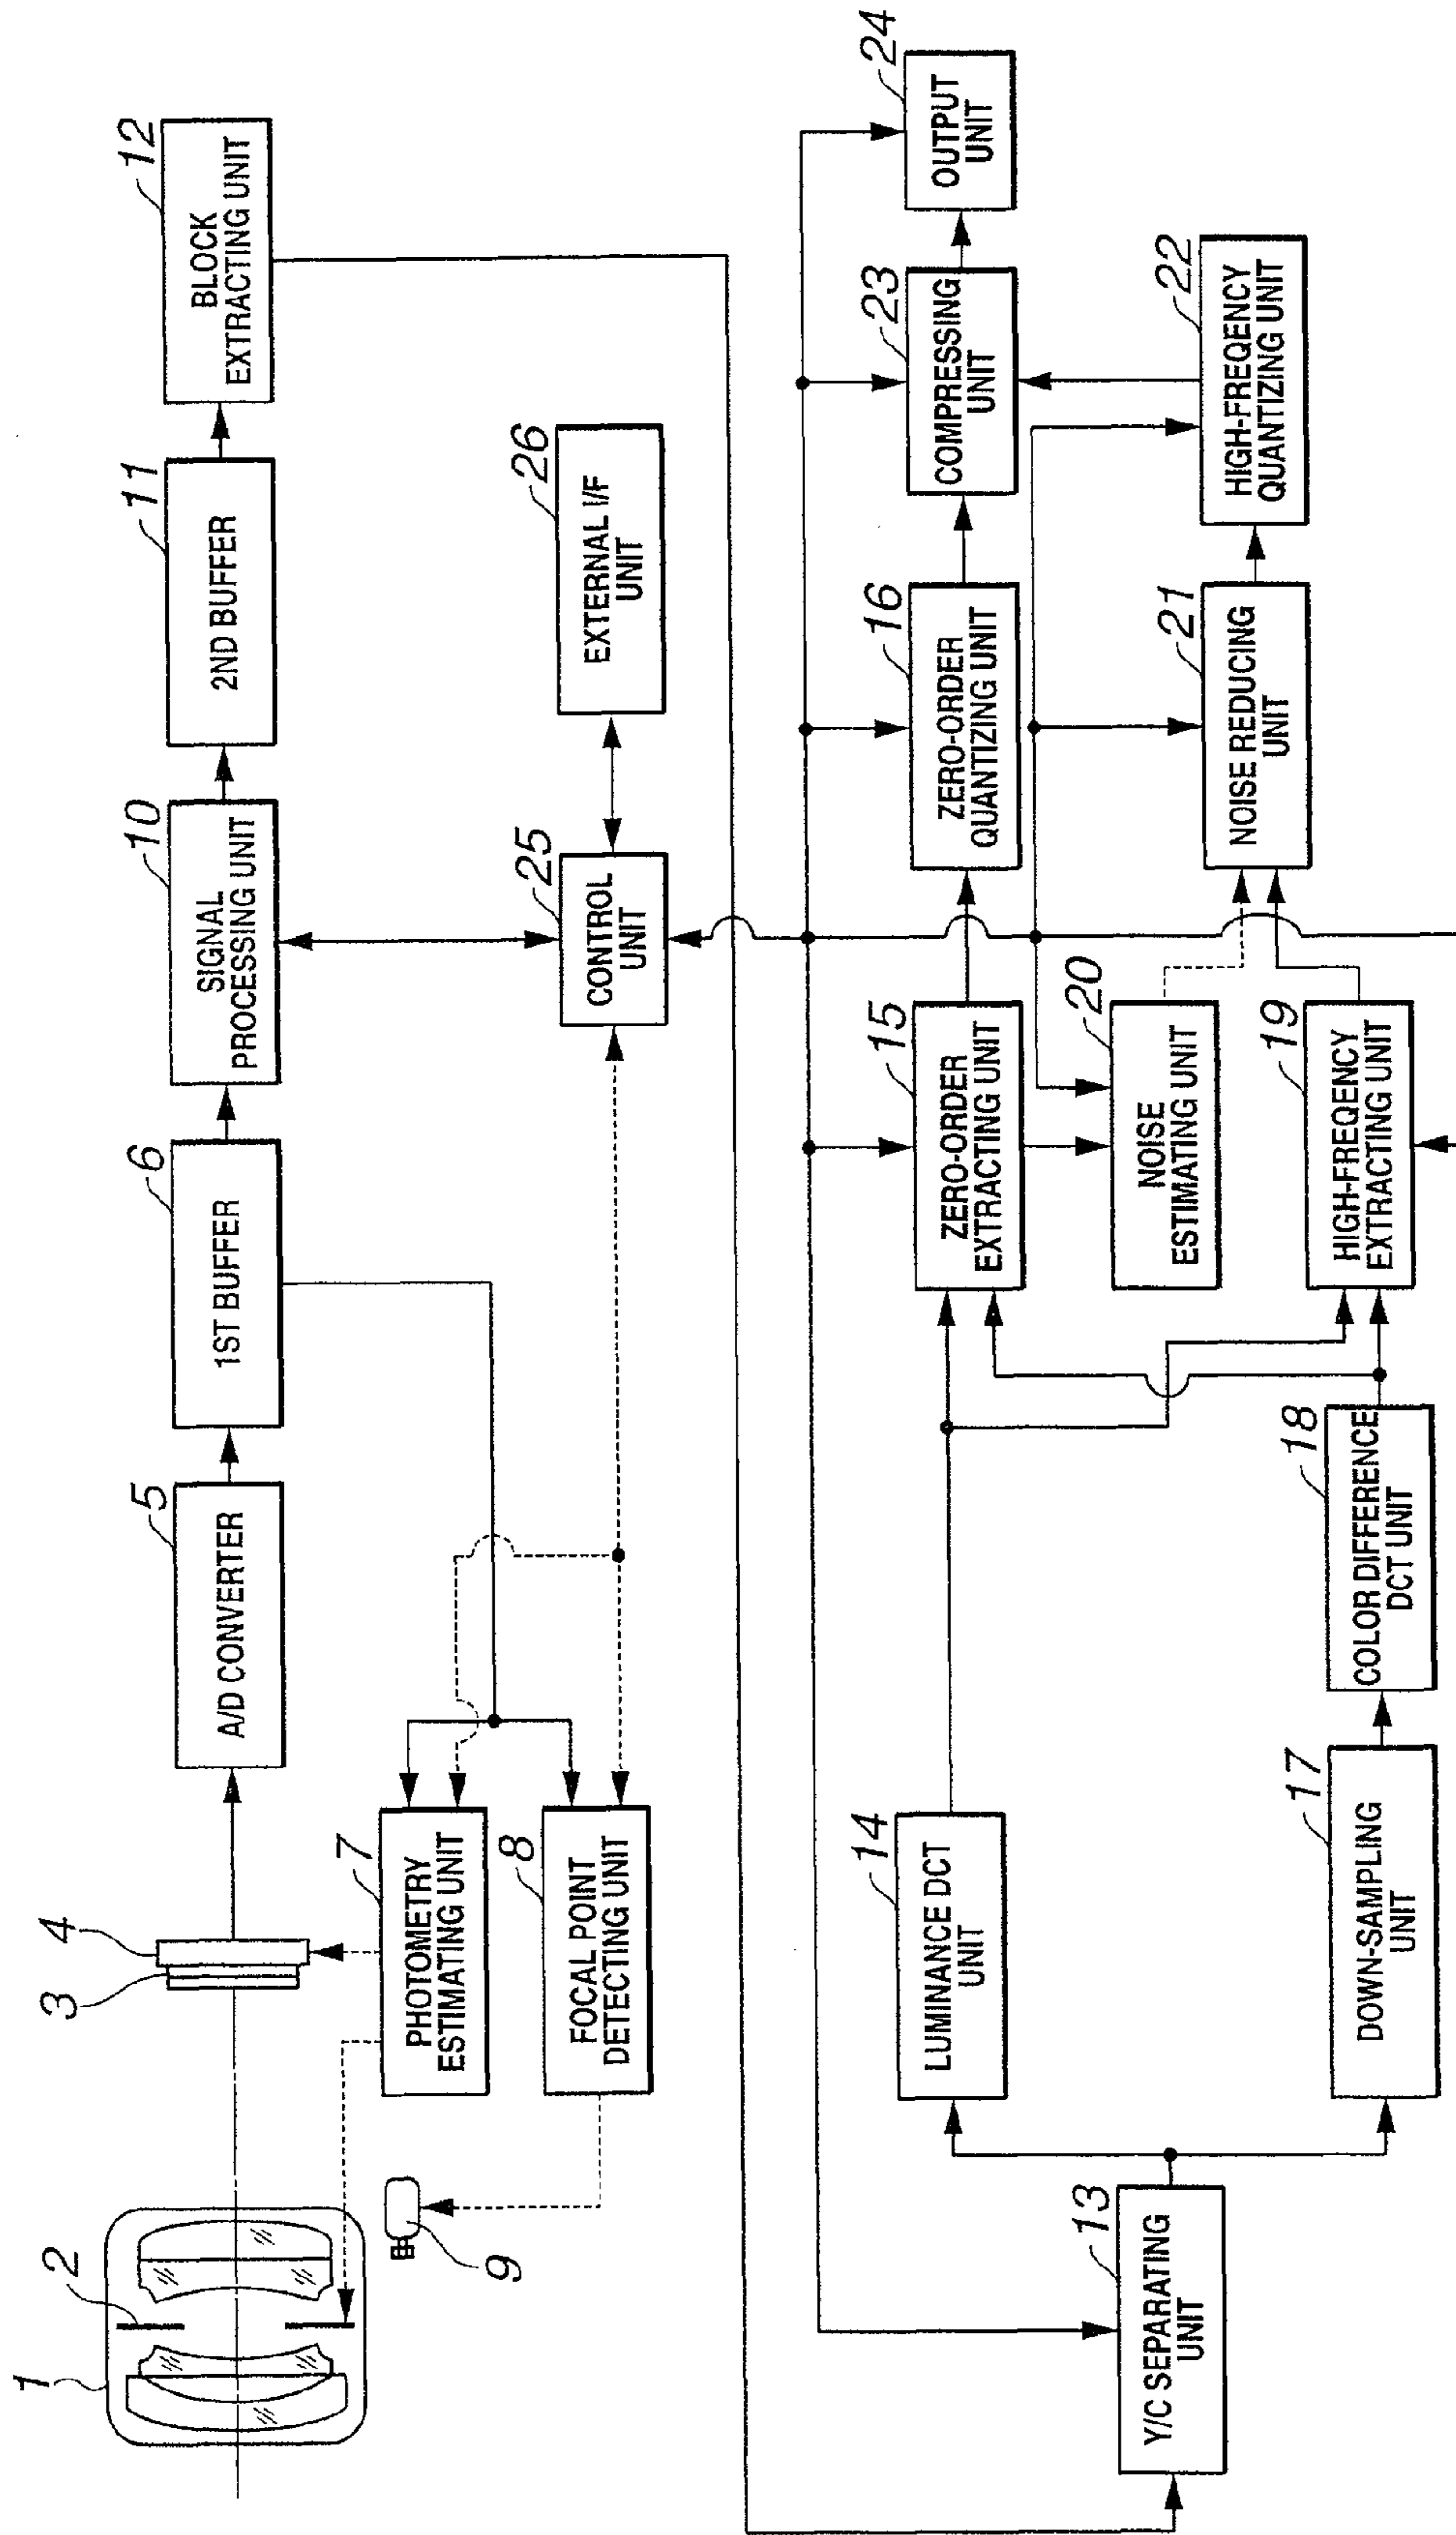 1
2
3
4
A/D CONVERTER
5
1ST BUFFER
6
SIGNAL
PROCESSING UNIT
10
2ND BUFFER
11
BLOCK
EXTRACTING UNIT
12
PHOTOMETRY
ESTIMATING UNIT
7
FOCAL POINT
DETECTING UNIT
8
9
CONTROL
UNIT
25
EXTERNAL I/F
UNIT
26
Y/C SEPARATING
UNIT
13
LUMINANCE DCT
UNIT
14
ZERO-ORDER
EXTRACTING UNIT
15
ZERO-ORDER
QUANTIZING UNIT
16
COMPRESSING
UNIT
23
OUTPUT
UNIT
24
NOISE
ESTIMATING UNIT
20
NOISE REDUCING
UNIT
21
HIGH-FREQENCY
QUANTIZING UNIT
22
DOWN-SAMPLING
UNIT
17
COLOR DIFFERENCE
DCT UNIT
18
HIGH-FREQENCY
EXTRACTING UNIT
19